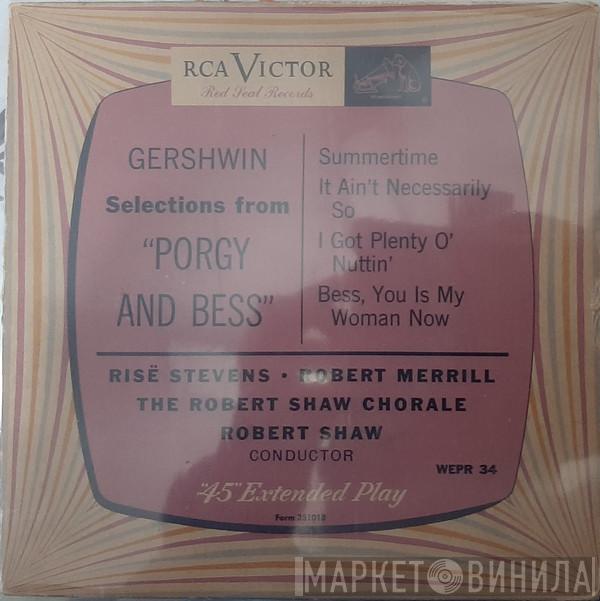 RCA VICTOR
Red Seal Records
GERSHWIN
Selections from
"PORGY
AND BESS"
Summertime
It Ain't Necessarily
So
I Got Plenty O'
Nuttin'
Bess, You Is My
Woman Now
RISË STEVENS • ROBERT MERRILL
THE ROBERT SHAW CHORALE
ROBERT SHAW
CONDUCTOR
WEPR 34
"45" Extended Play
Form
МАРКЕТ ВИНИЛА